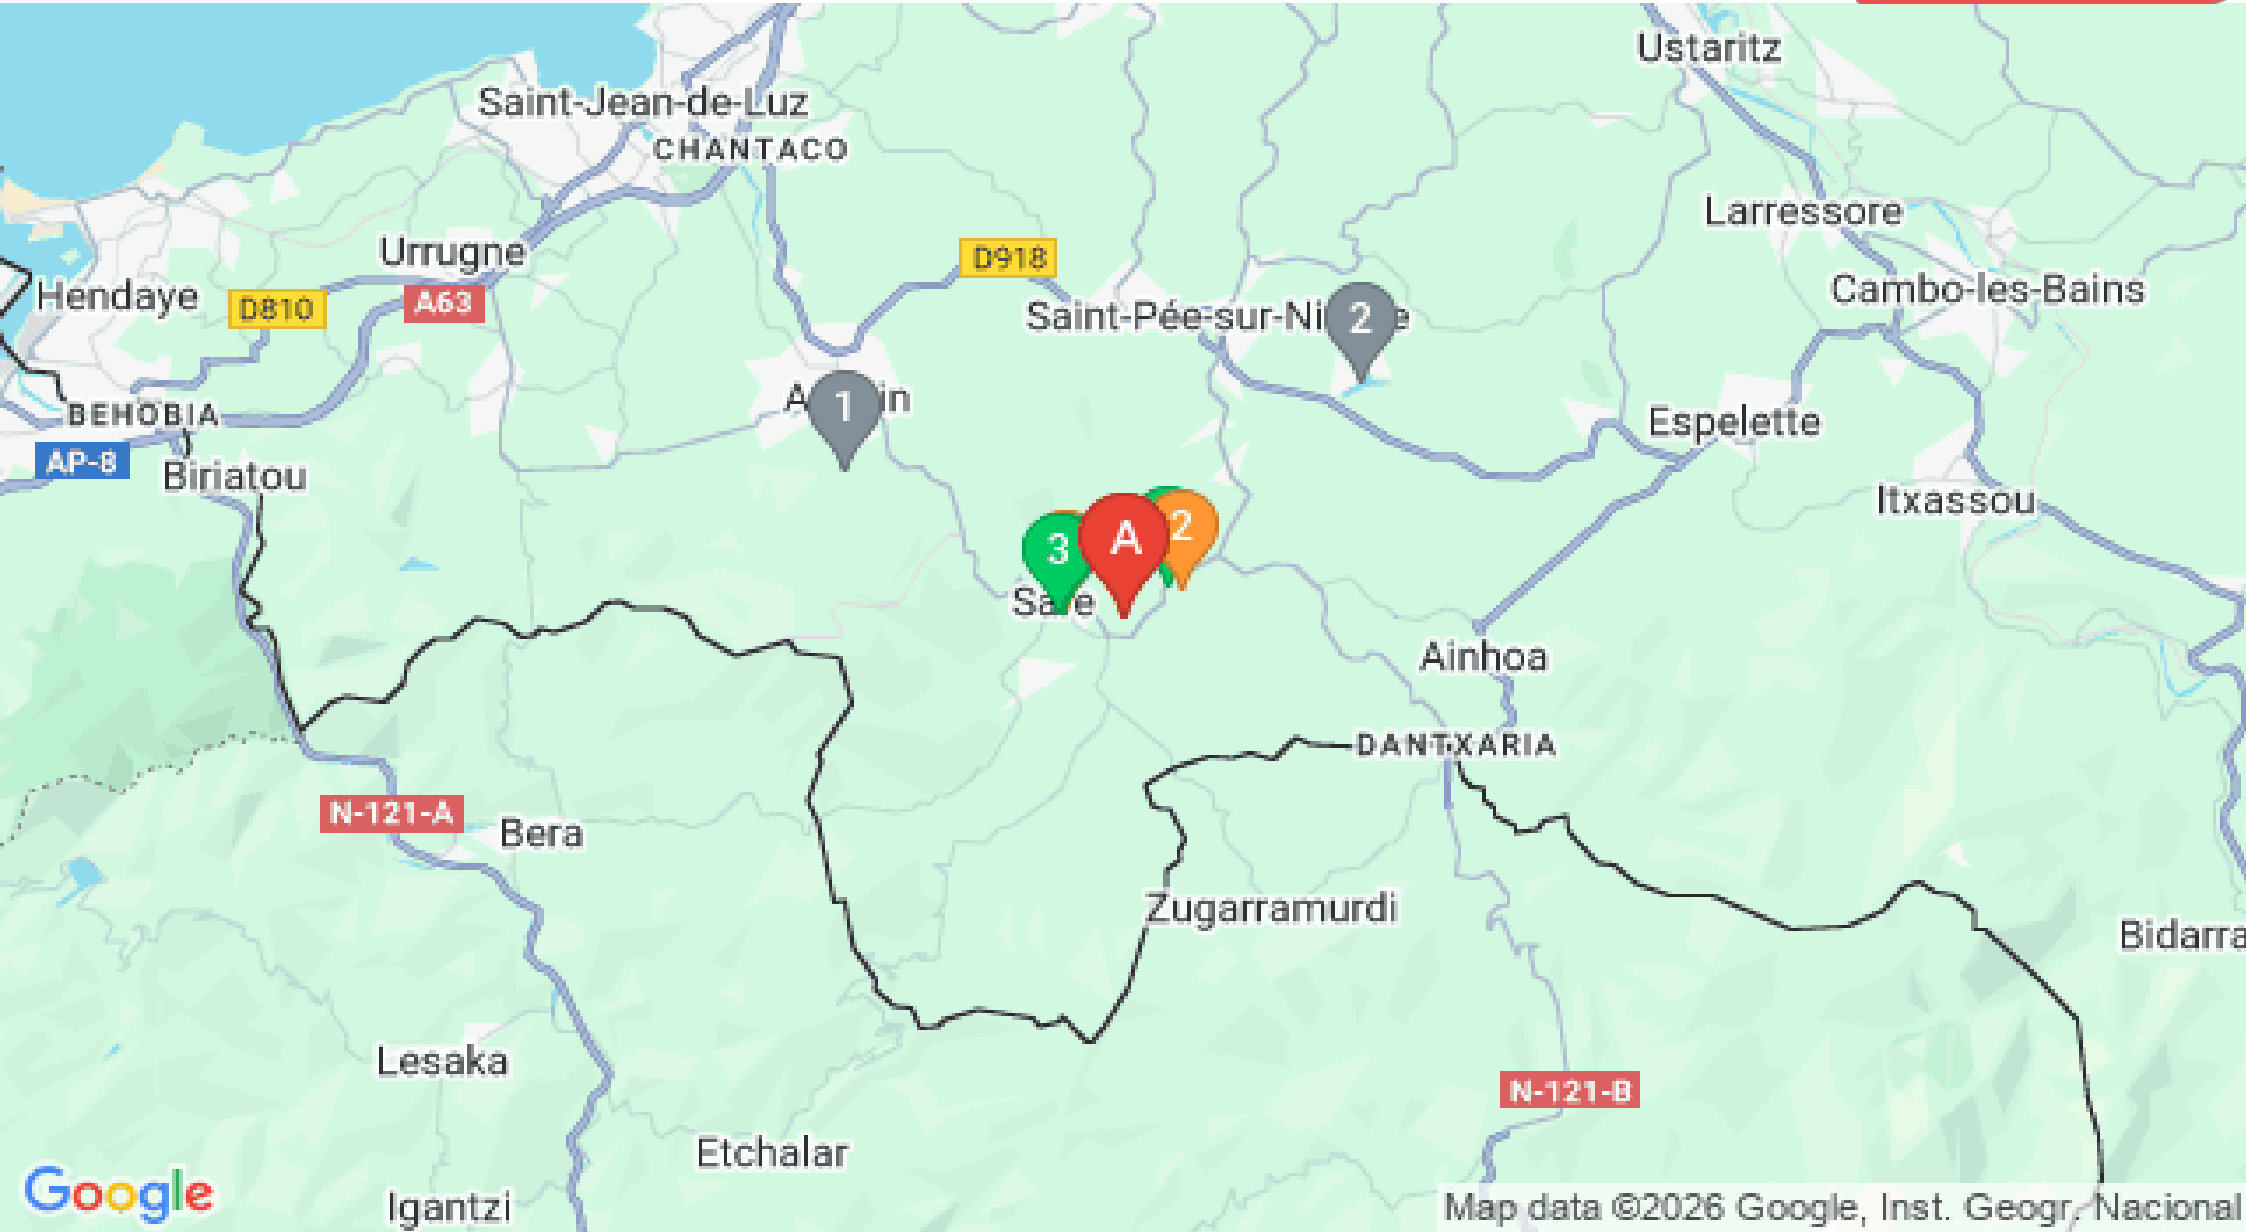 Ustaritz
Saint-Jean-de-Luz
CHANTACO
Larressore
Urrugne
D918
Hendaye
D810
A63
Cambo-les-Bains
2
1
BEHOBIA
Espelette
AP-8
Biriatou
Itxassou
3
A
2
Ainhoa
DANTXARIA
N-121-A
Bera
Zugarramurdi
Bidarra
Lesaka
N-121-B
Etchalar
Google
Igantzi
Map data ©2026 Google, Inst. Geogr. Nacional